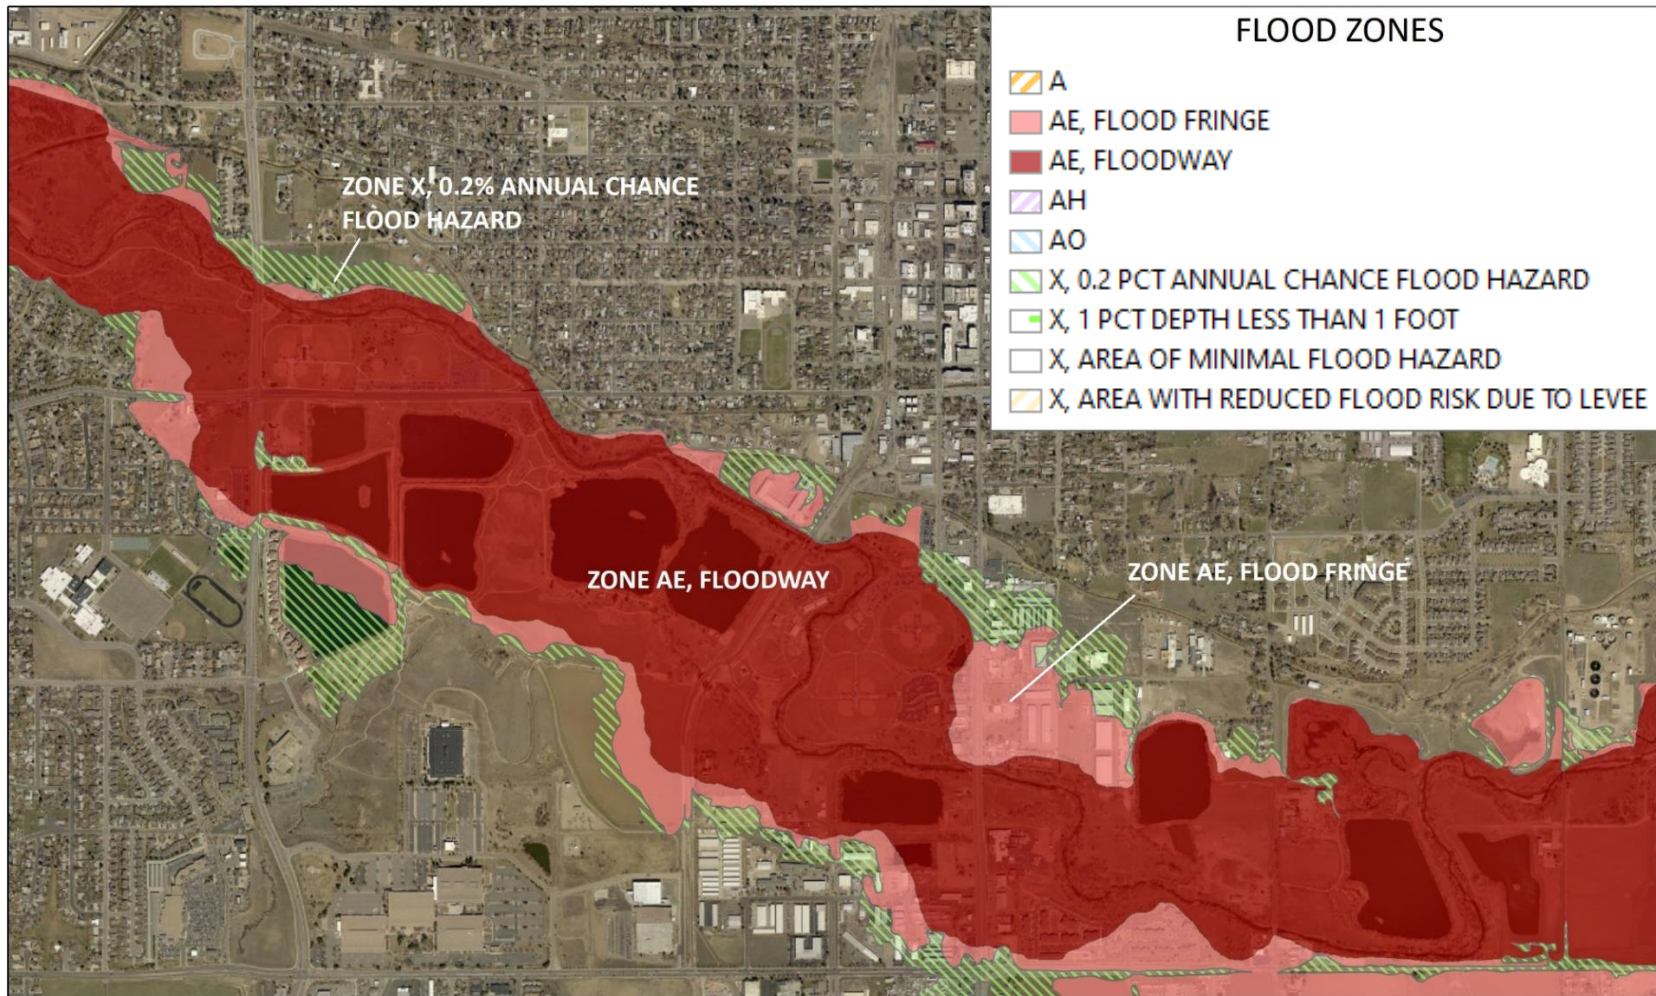 FLOOD ZONES
A
AE, FLOOD FRINGE
AE, FLOODWAY
AH
AO
X, 0.2 PCT ANNUAL CHANCE FLOOD HAZARD
X, 1 PCT DEPTH LESS THAN 1 FOOT
X, AREA OF MINIMAL FLOOD HAZARD
X, AREA WITH REDUCED FLOOD RISK DUE TO LEVEE
ZONE X, 0.2% ANNUAL CHANCE
FLOOD HAZARD
ZONE AE, FLOODWAY
ZONE AE, FLOOD FRINGE